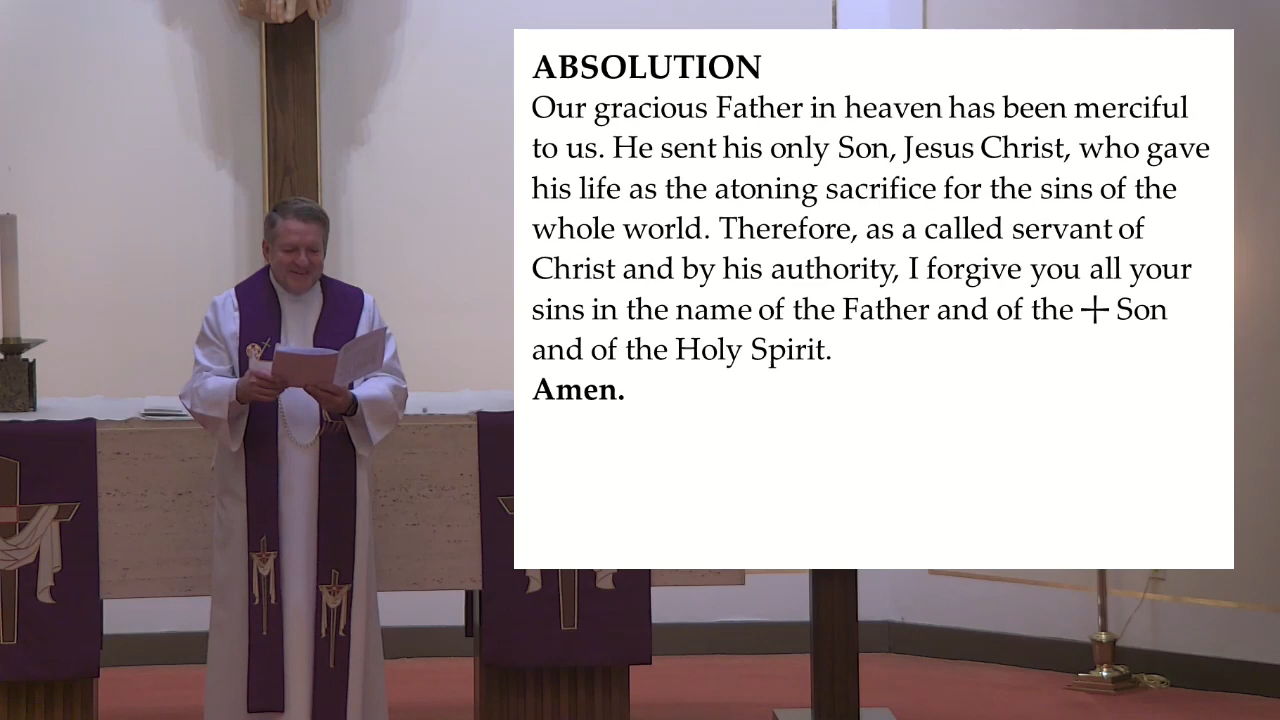 ABSOLUTION
Our gracious Father in heaven has been merciful
to us. He sent his only Son, Jesus Christ, who gave
his life as the atoning sacrifice for the sins of the
whole world. Therefore, as a called servant of
Christ and by his authority, I forgive you all your
sins in the name of the Father and of the ┼ Son
and of the Holy Spirit.
Amen.